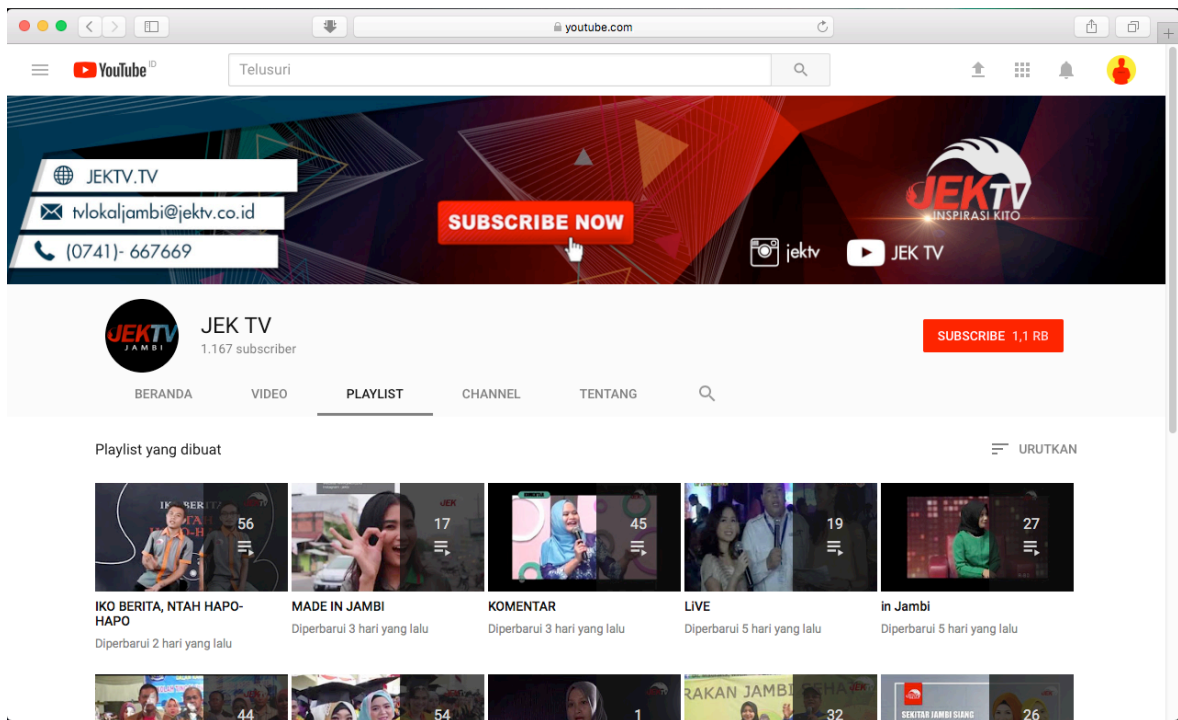 youtube.com
YouTube ID
Telusuri
JEKTV.TV
tvlokaljambi@jektv.co.id
(0741)- 667669
SUBSCRIBE NOW
JEKTV
INSPIRASI KITO
jektv
JEK TV
JEKTV
JAMBI
JEK TV
1.167 subscriber
SUBSCRIBE 1,1 RB
BERANDA VIDEO PLAYLIST CHANNEL TENTANG
Playlist yang dibuat
URUTKAN
56
17
45
19
27
IKO BERITA, NTAH HAPO-
HAPO
Diperbarui 2 hari yang lalu
MADE IN JAMBI
Diperbarui 3 hari yang lalu
KOMENTAR
Diperbarui 3 hari yang lalu
LiVE
Diperbarui 5 hari yang lalu
in Jambi
Diperbarui 5 hari yang lalu
44
54
1
RAKAN JAMBI SEHA
32
SEKITAR JAMBI SIANG
26